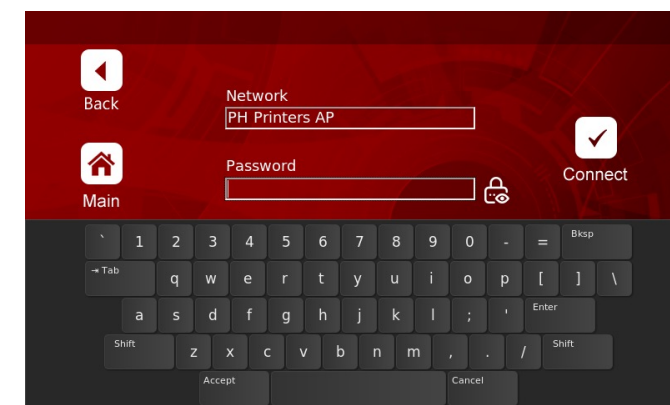 Back
Main
Network
PH Printers AP
Password
Connect
` 1 2 3 4 5 6 7 8 9 0 - = Bksp
⇥ Tab q w e r t y u i o p [ ] \
a s d f g h j k l ; ' Enter
Shift z x c v b n m , . / Shift
Accept Cancel